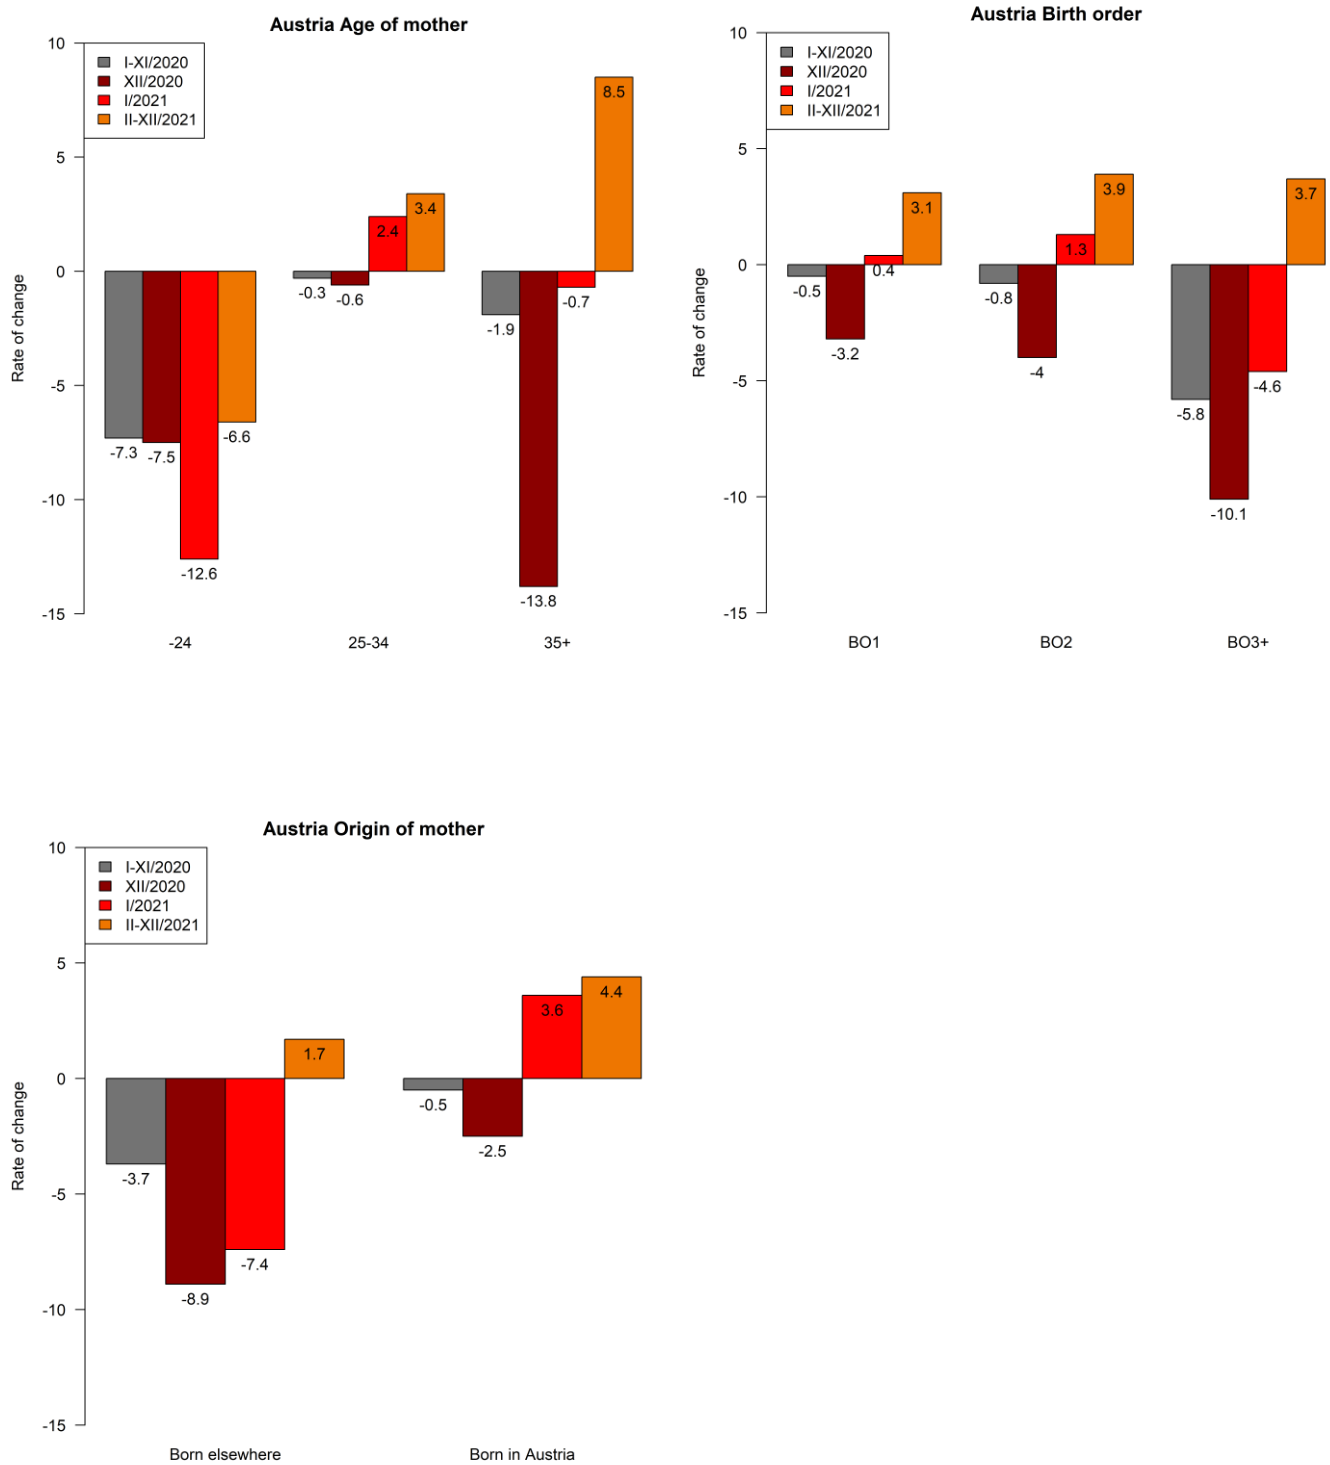 Austria Age of mother
10
5
0
-5
-10
-15
Rate of change
I-XI/2020
XII/2020
I/2021
II-XII/2021
-7.3
-7.5
-12.6
-6.6
-0.3
-0.6
2.4
3.4
-1.9
-13.8
-0.7
8.5
-24
25-34
35+
Austria Birth order
10
5
0
-5
-10
-15
Rate of change
I-XI/2020
XII/2020
I/2021
II-XII/2021
-0.5
-3.2
0.4
3.1
-0.8
-4
1.3
3.9
-5.8
-10.1
-4.6
3.7
BO1
BO2
BO3+
Austria Origin of mother
10
5
0
-5
-10
-15
Rate of change
I-XI/2020
XII/2020
I/2021
II-XII/2021
-3.7
-8.9
-7.4
1.7
-0.5
-2.5
3.6
4.4
Born elsewhere
Born in Austria